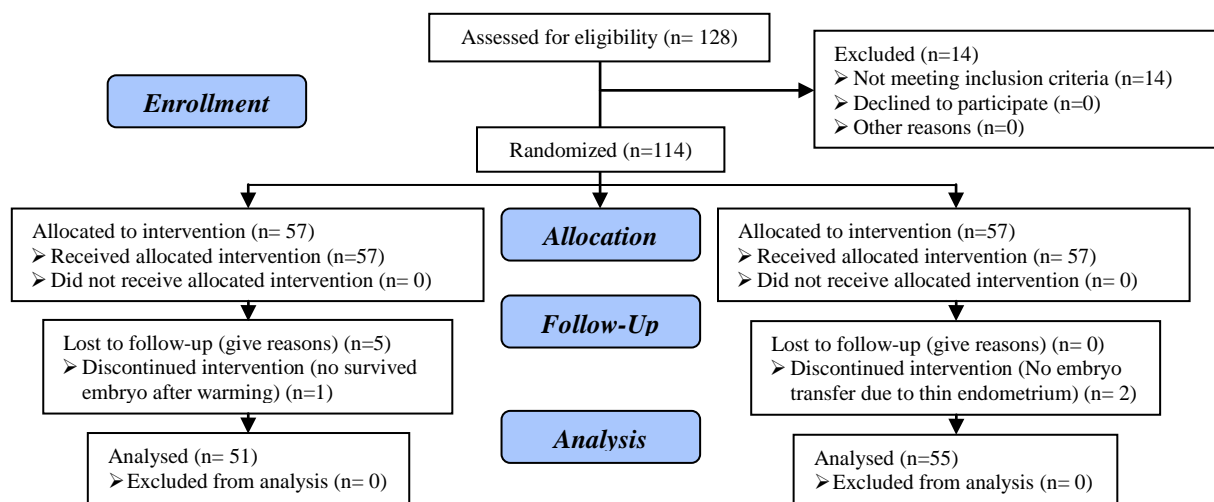 Assessed for eligibility (n= 128)
Excluded (n=14)
➢ Not meeting inclusion criteria (n=14)
➢ Declined to participate (n=0)
➢ Other reasons (n=0)
Enrollment
Randomized (n=114)
Allocated to intervention (n= 57)
➢ Received allocated intervention (n=57)
➢ Did not receive allocated intervention (n= 0)
Allocation
Allocated to intervention (n=57)
➢ Received allocated intervention (n= 57)
➢ Did not receive allocated intervention (n= 0)
Lost to follow-up (give reasons) (n=5)
➢ Discontinued intervention (no survived
embryo after warming) (n=1)
Follow-Up
Lost to follow-up (give reasons) (n= 0)
➢ Discontinued intervention (No embryo
transfer due to thin endometrium) (n= 2)
Analysed (n= 51)
➢ Excluded from analysis (n= 0)
Analysis
Analysed (n=55)
➢ Excluded from analysis (n= 0)